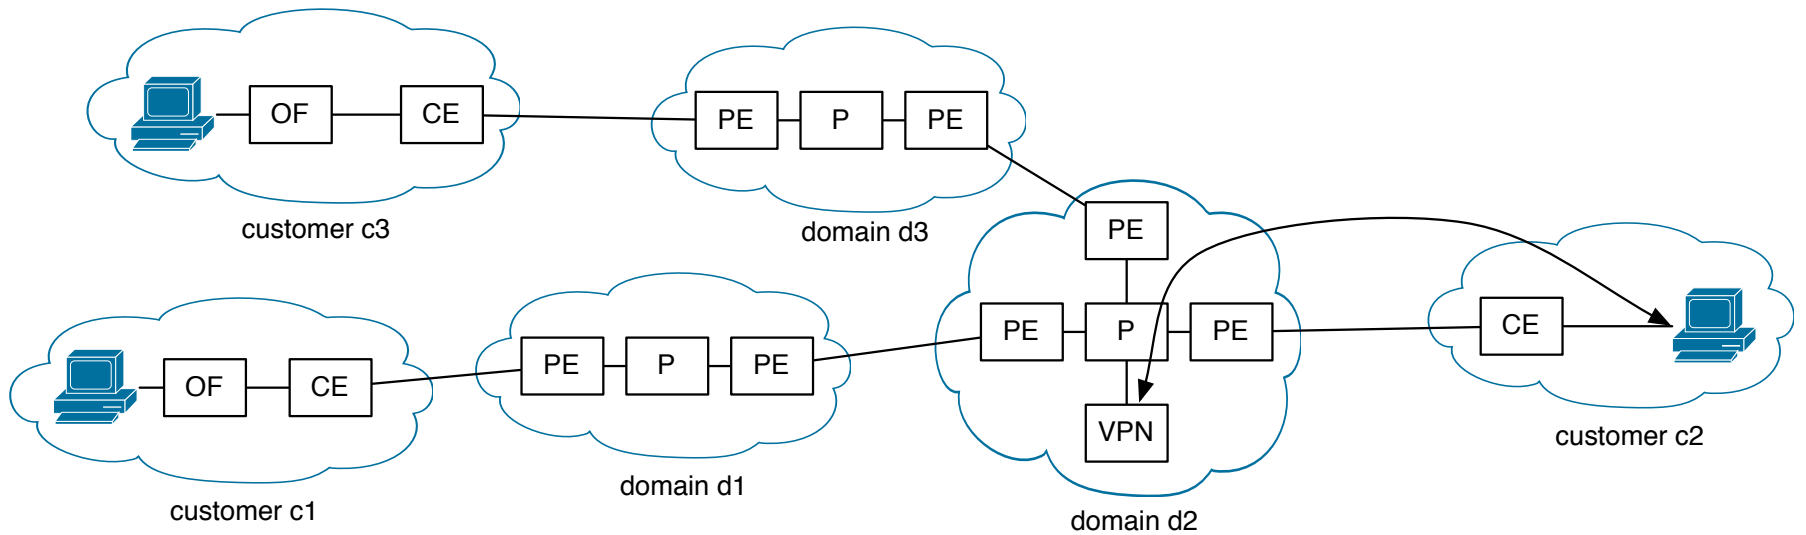 OF
CE
customer c3
PE
P
PE
domain d3
PE
PE
P
PE
VPN
domain d2
CE
customer c2
OF
CE
customer c1
PE
P
PE
domain d1